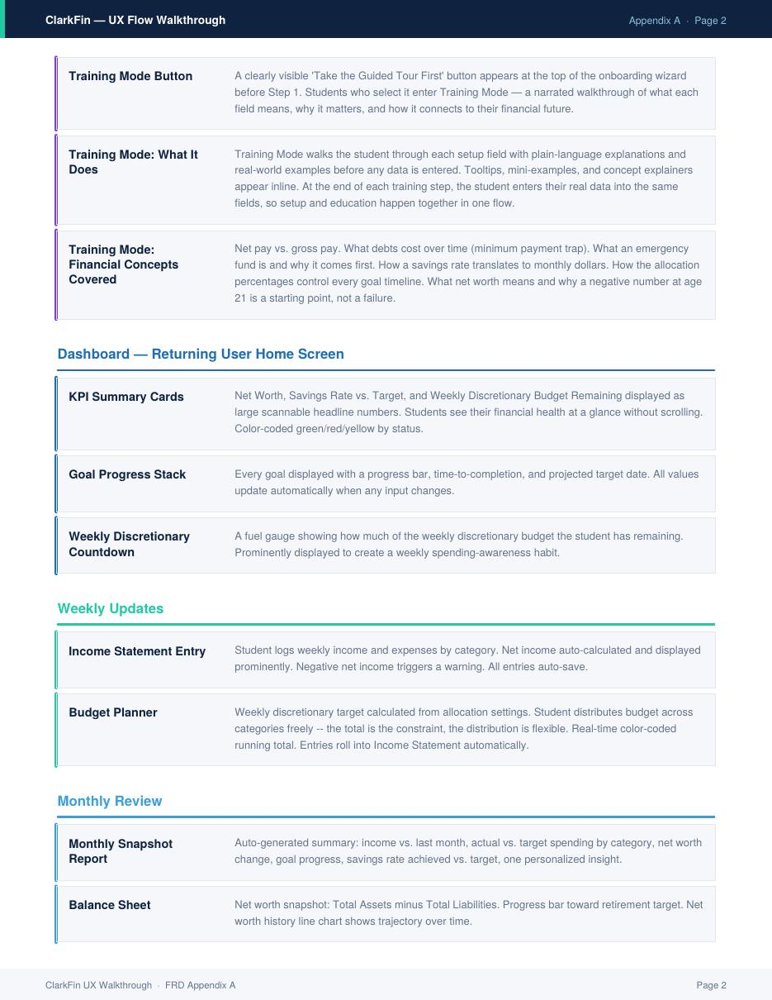 ClarkFin — UX Flow Walkthrough
Appendix A · Page 2
Training Mode Button
A clearly visible 'Take the Guided Tour First' button appears at the top of the onboarding wizard
before Step 1. Students who select it enter Training Mode — a narrated walkthrough of what each
field means, why it matters, and how it connects to their financial future.
Training Mode: What It
Does
Training Mode walks the student through each setup field with plain-language explanations and
real-world examples before any data is entered. Tooltips, mini-examples, and concept explainers
appear inline. At the end of each training step, the student enters their real data into the same
fields, so setup and education happen together in one flow.
Training Mode:
Financial Concepts
Covered
Net pay vs. gross pay. What debts cost over time (minimum payment trap). What an emergency
fund is and why it comes first. How a savings rate translates to monthly dollars. How the allocation
percentages control every goal timeline. What net worth means and why a negative number at age
21 is a starting point, not a failure.
Dashboard — Returning User Home Screen
KPI Summary Cards
Net Worth, Savings Rate vs. Target, and Weekly Discretionary Budget Remaining displayed as
large scannable headline numbers. Students see their financial health at a glance without scrolling.
Color-coded green/red/yellow by status.
Goal Progress Stack
Every goal displayed with a progress bar, time-to-completion, and projected target date. All values
update automatically when any input changes.
Weekly Discretionary
Countdown
A fuel gauge showing how much of the weekly discretionary budget the student has remaining.
Prominently displayed to create a weekly spending-awareness habit.
Weekly Updates
Income Statement Entry
Student logs weekly income and expenses by category. Net income auto-calculated and displayed
prominently. Negative net income triggers a warning. All entries auto-save.
Budget Planner
Weekly discretionary target calculated from allocation settings. Student distributes budget across
categories freely -- the total is the constraint, the distribution is flexible. Real-time color-coded
running total. Entries roll into Income Statement automatically.
Monthly Review
Monthly Snapshot
Report
Auto-generated summary: income vs. last month, actual vs. target spending by category, net worth
change, goal progress, savings rate achieved vs. target, one personalized insight.
Balance Sheet
Net worth snapshot: Total Assets minus Total Liabilities. Progress bar toward retirement target. Net
worth history line chart shows trajectory over time.
ClarkFin UX Walkthrough · FRD Appendix A
Page 2